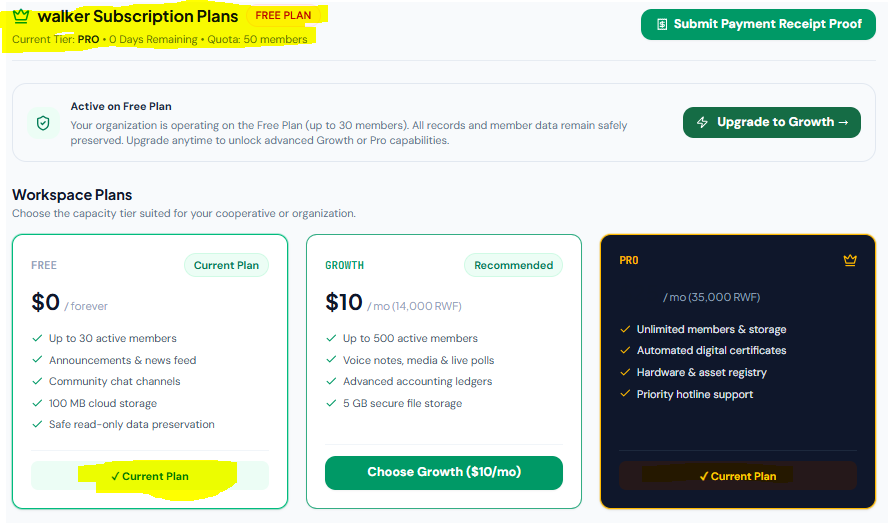 walker Subscription Plans FREE PLAN
Current Tier: PRO • 0 Days Remaining • Quota: 50 members
Submit Payment Receipt Proof
Active on Free Plan
Your organization is operating on the Free Plan (up to 30 members). All records and member data remain safely
preserved. Upgrade anytime to unlock advanced Growth or Pro capabilities.
Upgrade to Growth →
Workspace Plans
Choose the capacity tier suited for your cooperative or organization.
FREE Current Plan
$0 / forever
✓ Up to 30 active members
✓ Announcements & news feed
✓ Community chat channels
✓ 100 MB cloud storage
✓ Safe read-only data preservation
✓ Current Plan
GROWTH Recommended
$10 / mo (14,000 RWF)
✓ Up to 500 active members
✓ Voice notes, media & live polls
✓ Advanced accounting ledgers
✓ 5 GB secure file storage
Choose Growth ($10/mo)
PRO
/ mo (35,000 RWF)
✓ Unlimited members & storage
✓ Automated digital certificates
✓ Hardware & asset registry
✓ Priority hotline support
✓ Current Plan